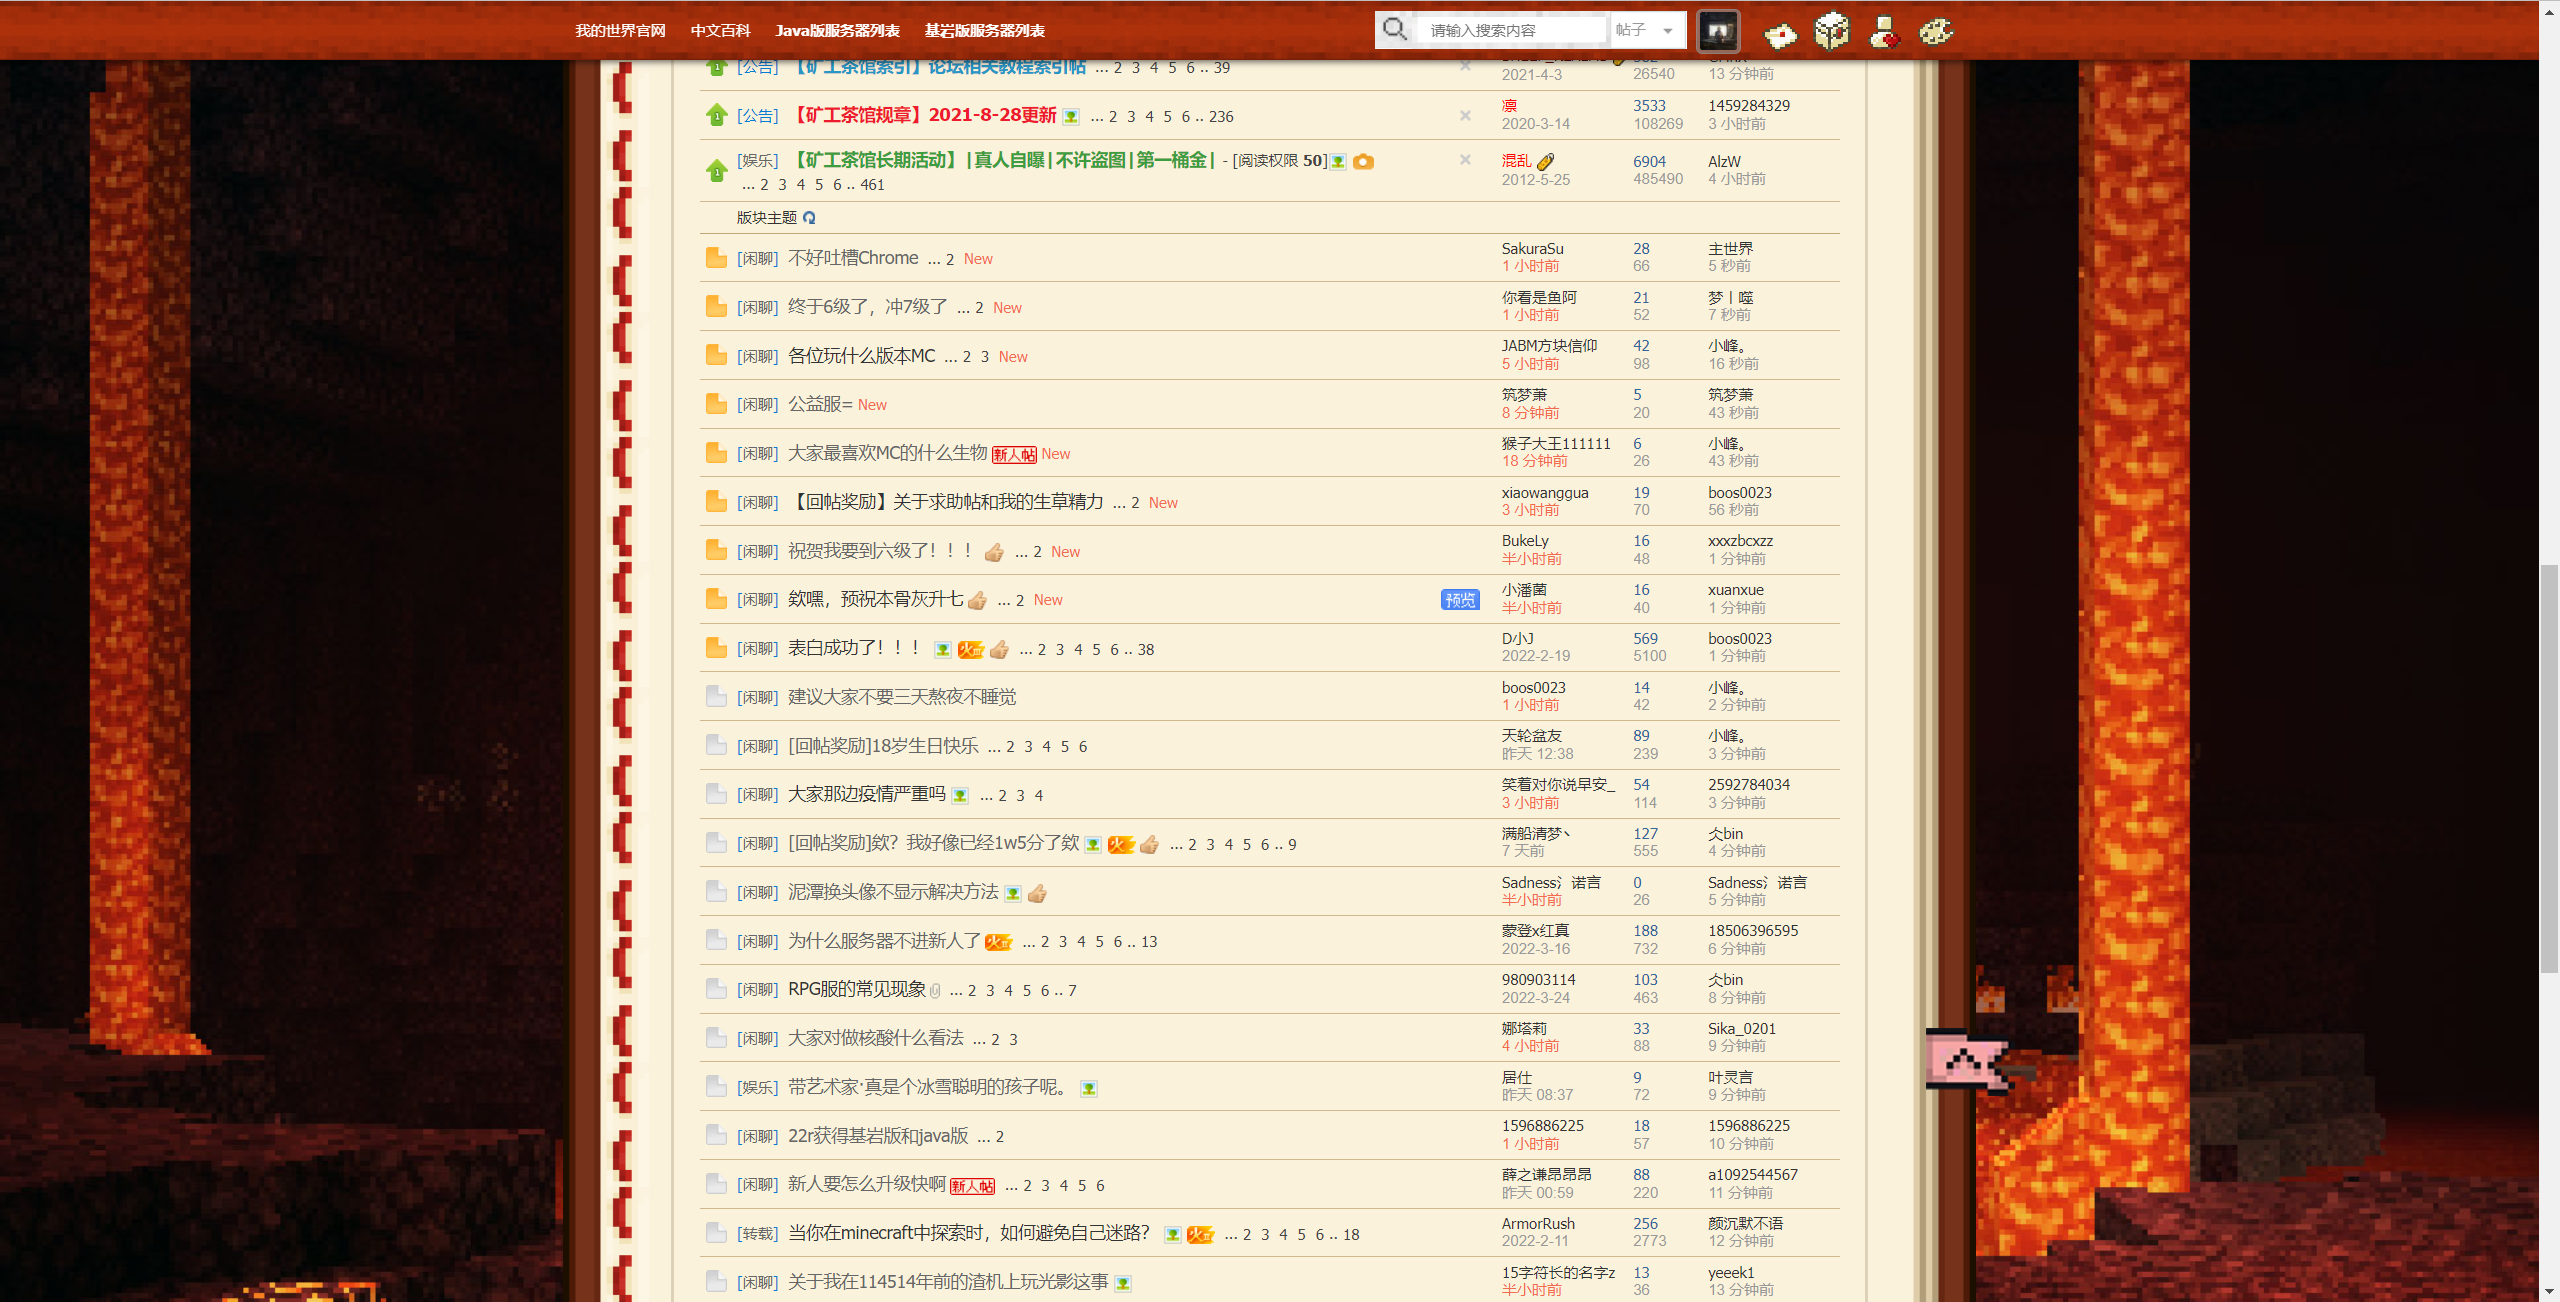 我的世界官网 中文百科 Java版服务器列表 基岩版服务器列表 请输入搜索内容 帖子
[公告] 【矿工茶馆索引】论坛相关教程索引帖 ... 2 3 4 5 6 .. 39
2021-4-3 26540 13 分钟前
[公告] 【矿工茶馆规章】2021-8-28更新 ... 2 3 4 5 6 .. 236 凛 3533 1459284329
2020-3-14 108269 3 小时前
[娱乐] 【矿工茶馆长期活动】|真人自曝|不许盗图|第一桶金| - [阅读权限 50] 混乱 6904 AlzW
... 2 3 4 5 6 .. 461 2012-5-25 485490 4 小时前
版块主题
[闲聊] 不好吐槽Chrome ... 2 New SakuraSu 28 主世界
1 小时前 66 5 秒前
[闲聊] 终于6级了，冲7级了 ... 2 New 你看是鱼阿 21 梦丨噬
1 小时前 52 7 秒前
[闲聊] 各位玩什么版本MC ... 2 3 New JABM方块信仰 42 小峰。
5 小时前 98 16 秒前
[闲聊] 公益服= New 筑梦萧 5 筑梦萧
8 分钟前 20 43 秒前
[闲聊] 大家最喜欢MC的什么生物 新人帖 New 猴子大王111111 6 小峰。
18 分钟前 26 43 秒前
[闲聊] 【回帖奖励】关于求助帖和我的生草精力 ... 2 New xiaowanggua 19 boos0023
3 小时前 70 56 秒前
[闲聊] 祝贺我要到六级了！！！ ... 2 New BukeLy 16 xxxzbcxzz
半小时前 48 1 分钟前
[闲聊] 欸嘿，预祝本骨灰升七 ... 2 New 预览 小潘菌 16 xuanxue
半小时前 40 1 分钟前
[闲聊] 表白成功了！！！ 火 ... 2 3 4 5 6 .. 38 D小J 569 boos0023
2022-2-19 5100 1 分钟前
[闲聊] 建议大家不要三天熬夜不睡觉 boos0023 14 小峰。
1 小时前 42 2 分钟前
[闲聊] [回帖奖励]18岁生日快乐 ... 2 3 4 5 6 天轮盆友 89 小峰。
昨天 12:38 239 3 分钟前
[闲聊] 大家那边疫情严重吗 ... 2 3 4 笑着对你说早安_ 54 2592784034
3 小时前 114 3 分钟前
[闲聊] [回帖奖励]欸？我好像已经1w5分了欸 火 ... 2 3 4 5 6 .. 9 满船清梦丶 127 仌bin
7 天前 555 4 分钟前
[闲聊] 泥潭换头像不显示解决方法 Sadness氵诺言 0 Sadness氵诺言
半小时前 26 5 分钟前
[闲聊] 为什么服务器不进新人了 火 ... 2 3 4 5 6 .. 13 蒙登x红真 188 18506396595
2022-3-16 732 6 分钟前
[闲聊] RPG服的常见现象 ... 2 3 4 5 6 .. 7 980903114 103 仌bin
2022-3-24 463 8 分钟前
[闲聊] 大家对做核酸什么看法 ... 2 3 娜塔莉 33 Sika_0201
4 小时前 88 9 分钟前
[娱乐] 带艺术家·真是个冰雪聪明的孩子呢。 居仕 9 叶灵言
昨天 08:37 72 9 分钟前
[闲聊] 22r获得基岩版和java版 ... 2 1596886225 18 1596886225
1 小时前 57 10 分钟前
[闲聊] 新人要怎么升级快啊 新人帖 ... 2 3 4 5 6 薛之谦昂昂昂 88 a1092544567
昨天 00:59 220 11 分钟前
[转载] 当你在minecraft中探索时，如何避免自己迷路？ 火 ... 2 3 4 5 6 .. 18 ArmorRush 256 颜沉默不语
2022-2-11 2773 12 分钟前
[闲聊] 关于我在114514年前的渣机上玩光影这事 15字符长的名字z 13 yeeek1
半小时前 36 13 分钟前